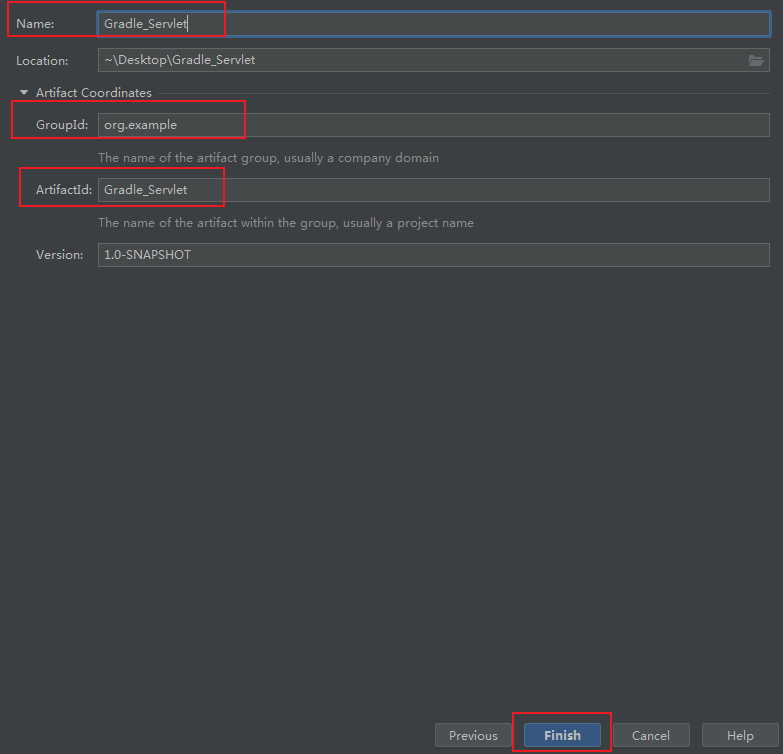 Name: Gradle_Servlet
Location: ~\Desktop\Gradle_Servlet
Artifact Coordinates
GroupId: org.example
The name of the artifact group, usually a company domain
ArtifactId: Gradle_Servlet
The name of the artifact within the group, usually a project name
Version: 1.0-SNAPSHOT
Previous Finish Cancel Help